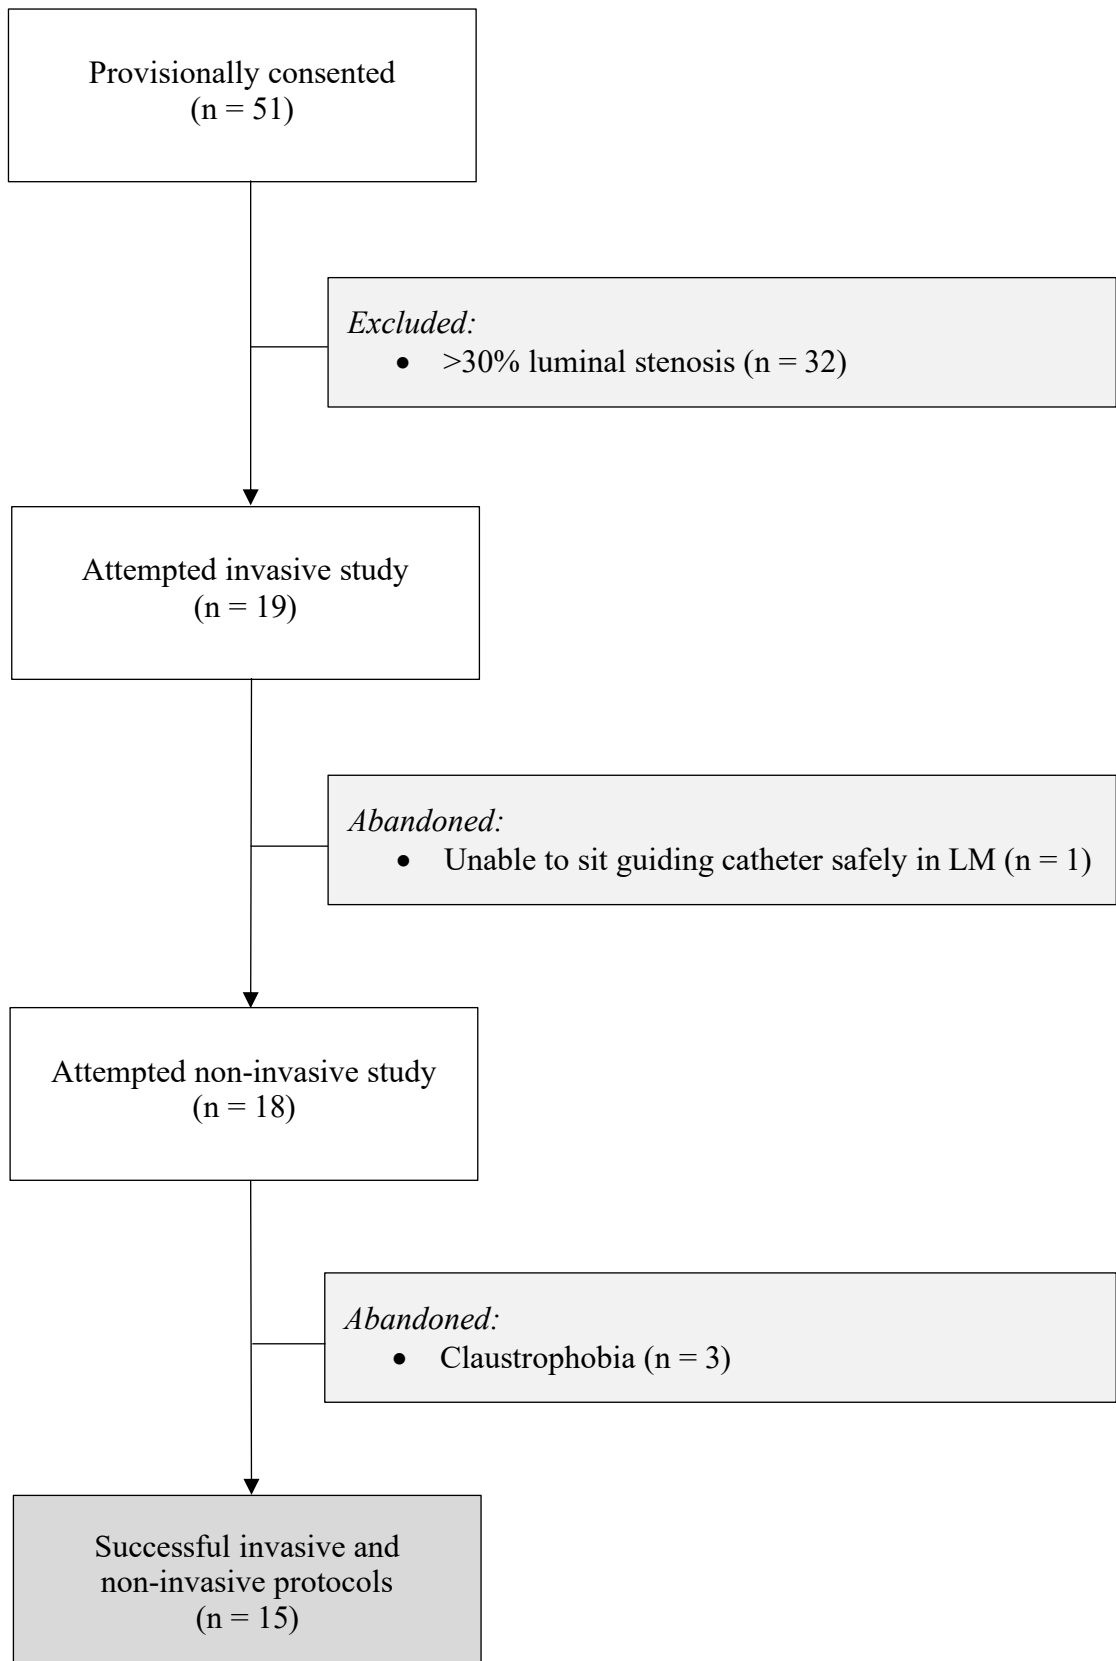 Provisionally consented
(n = 51)
Excluded:
• >30% luminal stenosis (n = 32)
Attempted invasive study
(n = 19)
Abandoned:
• Unable to sit guiding catheter safely in LM (n = 1)
Attempted non-invasive study
(n = 18)
Abandoned:
• Claustrophobia (n = 3)
Successful invasive and
non-invasive protocols
(n = 15)